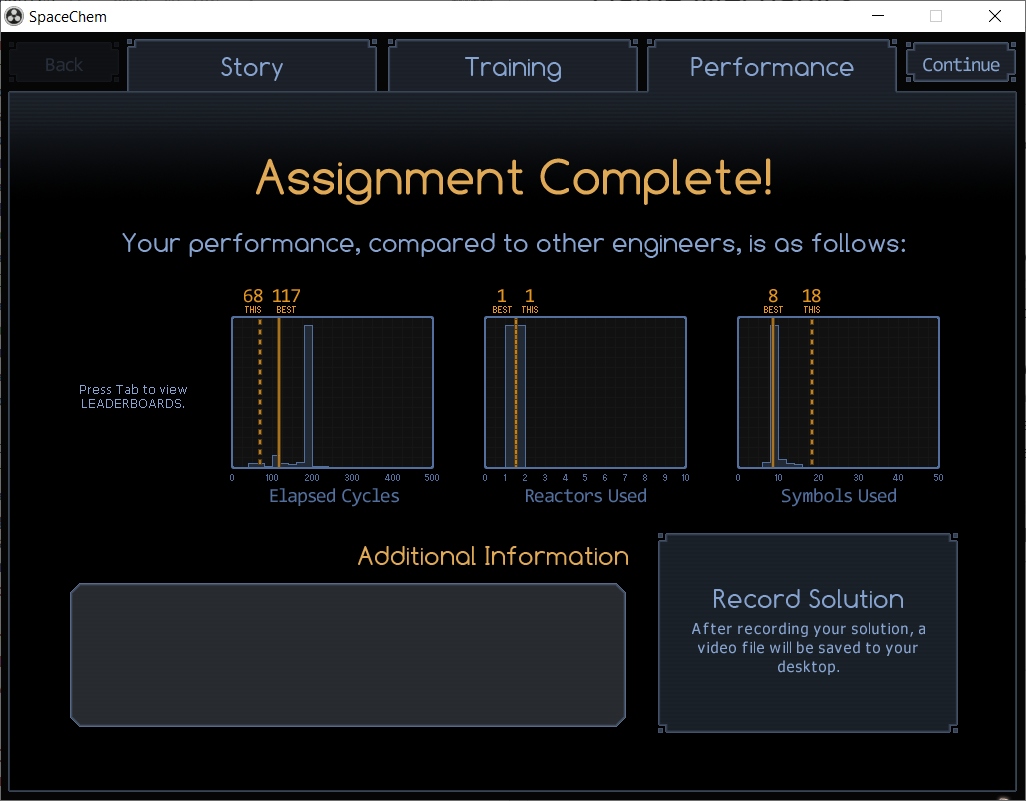 SpaceChem
Back
Story
Training
Performance
Continue
Assignment Complete!
Your performance, compared to other engineers, is as follows:
68 117
THIS BEST
1 1
BEST THIS
8 18
BEST THIS
Press Tab to view
LEADERBOARDS.
0 100 200 300 400 500
Elapsed Cycles
0 1 2 3 4 5 6 7 8 9 10
Reactors Used
0 10 20 30 40 50
Symbols Used
Additional Information
Record Solution
After recording your solution, a
video file will be saved to your
desktop.